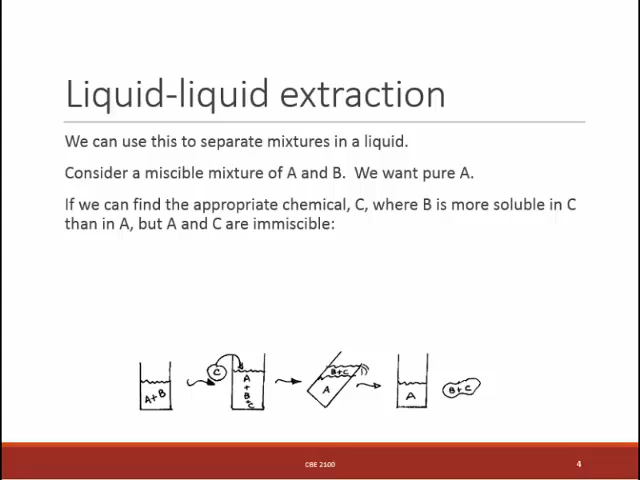 Liquid-liquid extraction
We can use this to separate mixtures in a liquid.
Consider a miscible mixture of A and B. We want pure A.
If we can find the appropriate chemical, C, where B is more soluble in C
than in A, but A and C are immiscible:
A+B
C
A
+
B
+
C
B+C
A
A
B+C
CBE 2100
4